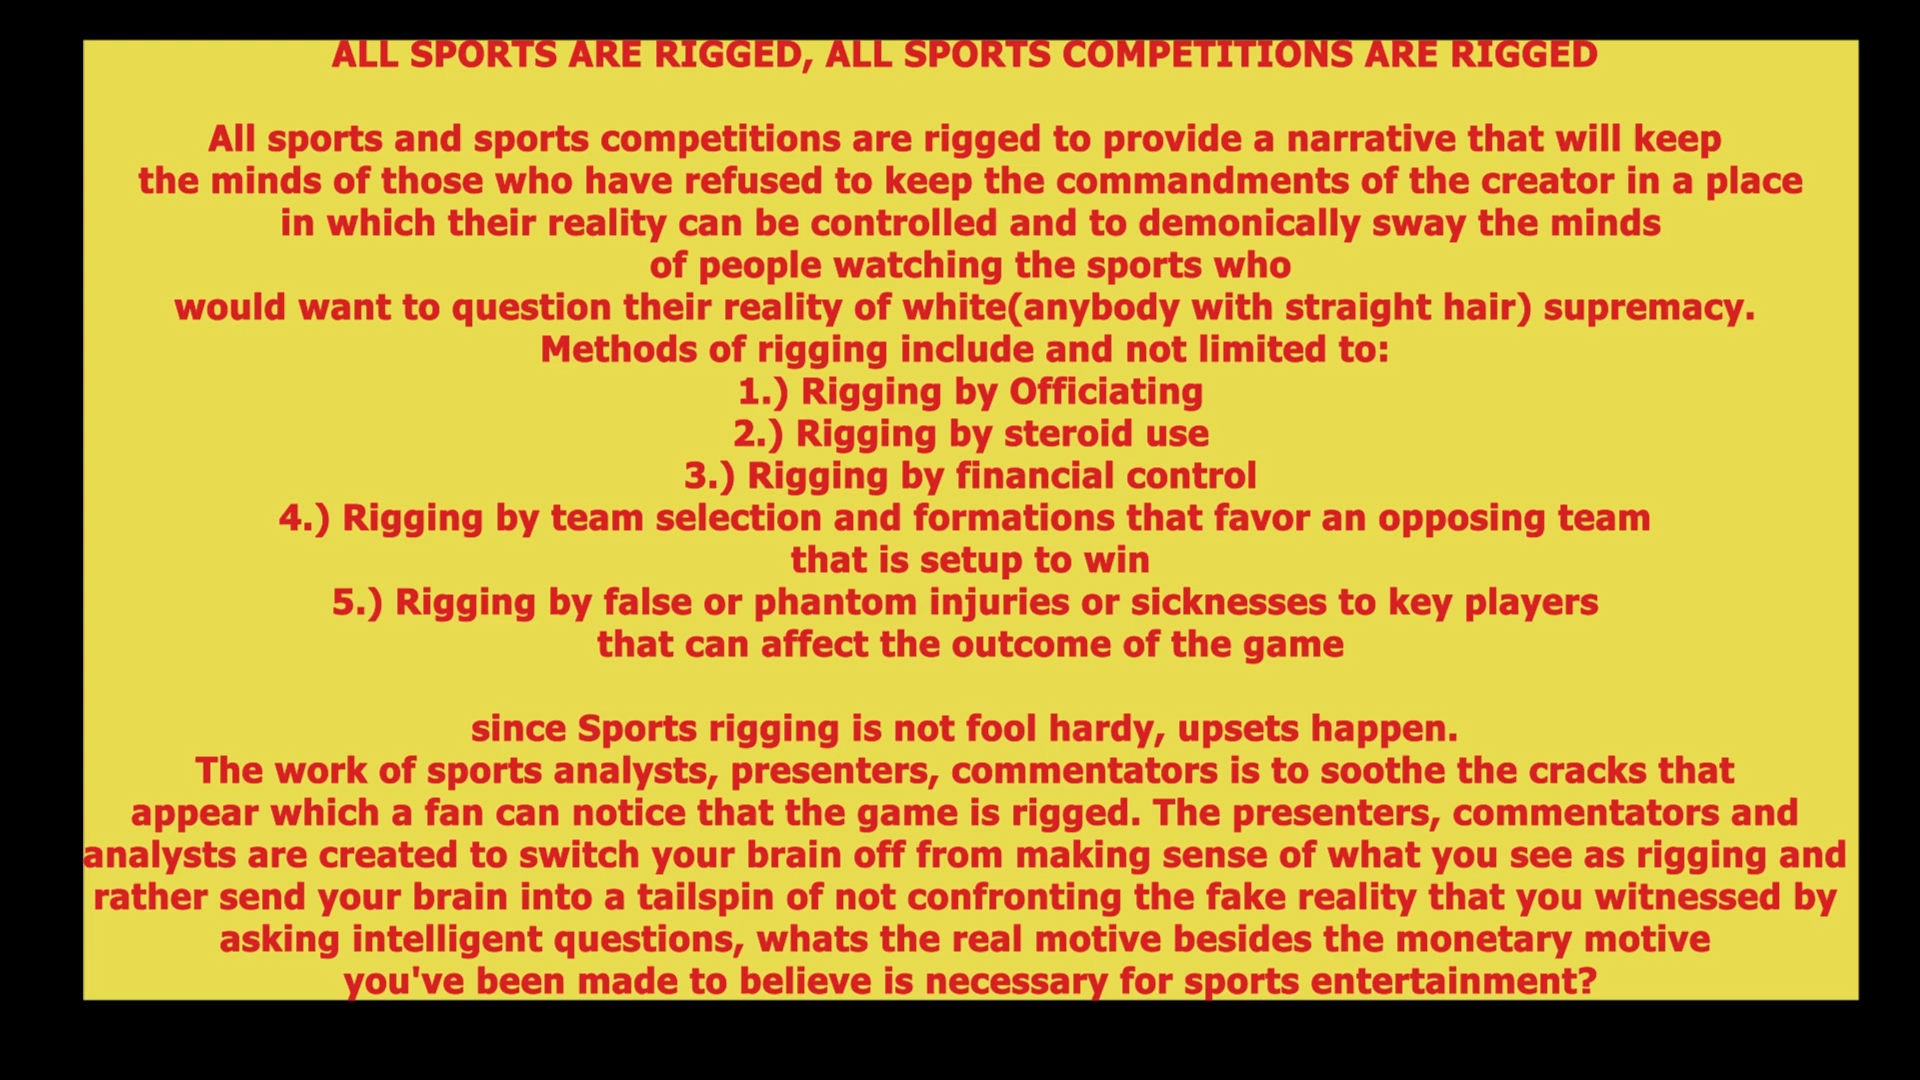 ALL SPORTS ARE RIGGED, ALL SPORTS COMPETITIONS ARE RIGGED
All sports and sports competitions are rigged to provide a narrative that will keep
the minds of those who have refused to keep the commandments of the creator in a place
in which their reality can be controlled and to demonically sway the minds
of people watching the sports who
would want to question their reality of white(anybody with straight hair) supremacy.
Methods of rigging include and not limited to:
1.) Rigging by Officiating
2.) Rigging by steroid use
3.) Rigging by financial control
4.) Rigging by team selection and formations that favor an opposing team
that is setup to win
5.) Rigging by false or phantom injuries or sicknesses to key players
that can affect the outcome of the game
since Sports rigging is not fool hardy, upsets happen.
The work of sports analysts, presenters, commentators is to soothe the cracks that
appear which a fan can notice that the game is rigged. The presenters, commentators and
analysts are created to switch your brain off from making sense of what you see as rigging and
rather send your brain into a tailspin of not confronting the fake reality that you witnessed by
asking intelligent questions, whats the real motive besides the monetary motive
you've been made to believe is necessary for sports entertainment?